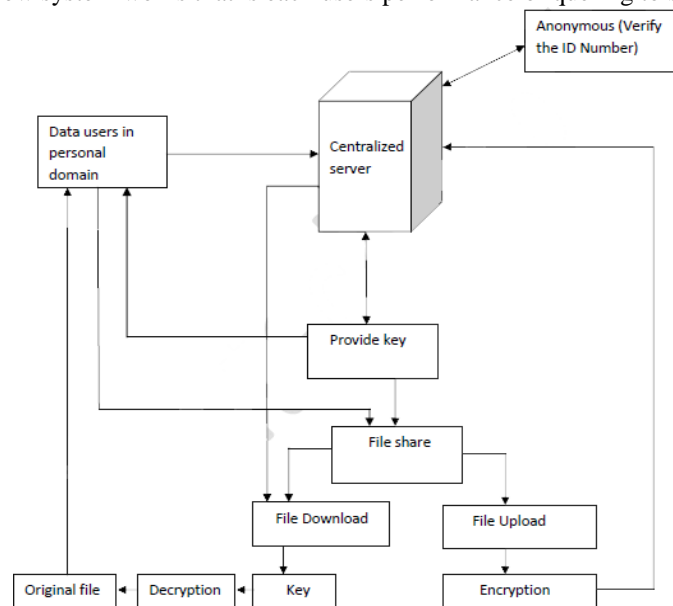 Anonymous (Verify
the ID Number)
Data users in
personal
domain
Centralized
server
Provide key
File share
File Download
File Upload
Original file
Decryption
Key
Encryption